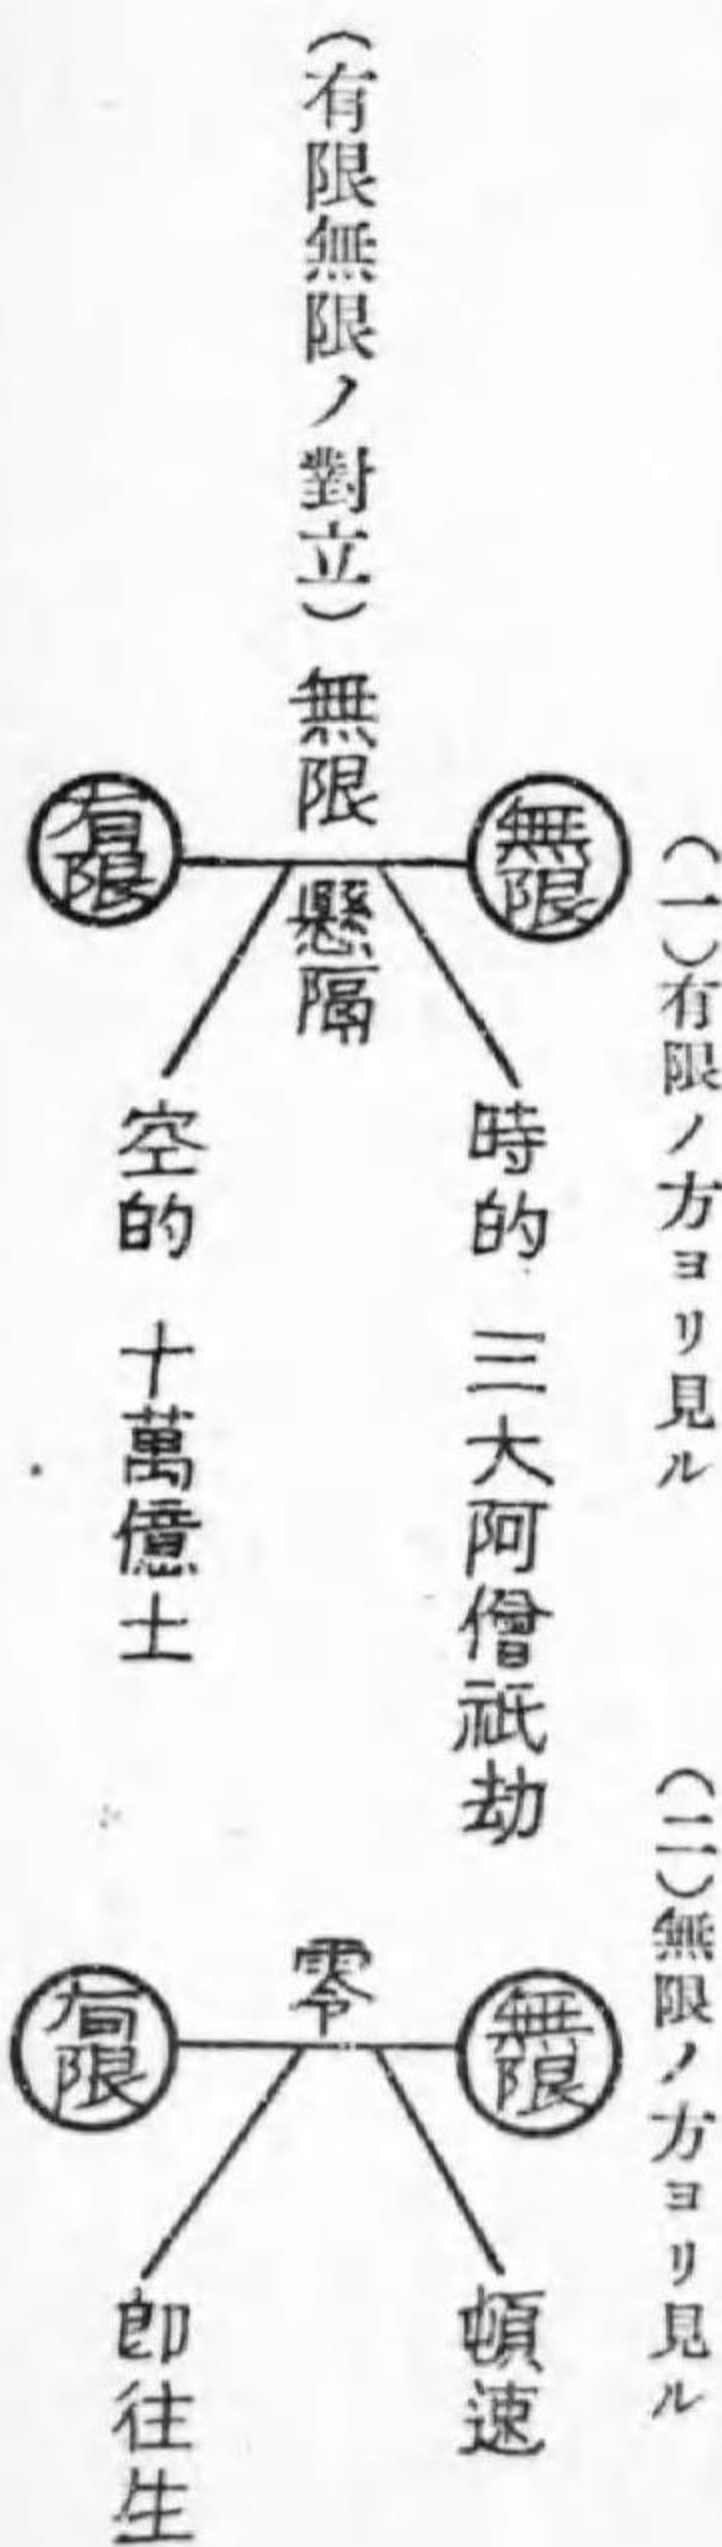 (一)有限ノ方ヨリ見ル
無限
時的 三大阿僧祇劫
(有限無限ノ對立)
無限
懸隔
有限
空的 十萬億土
(二)無限ノ方ヨリ見ル
無限
頓速
零
有限
即往生